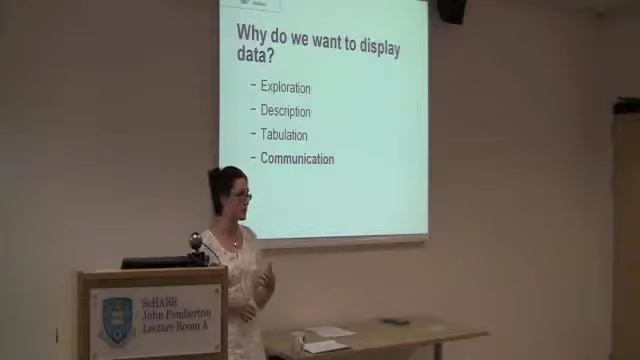 Why do we want to display
data?
– Exploration
– Description
– Tabulation
– Communication
ScHARR
John Pemberton
Lecture Room A